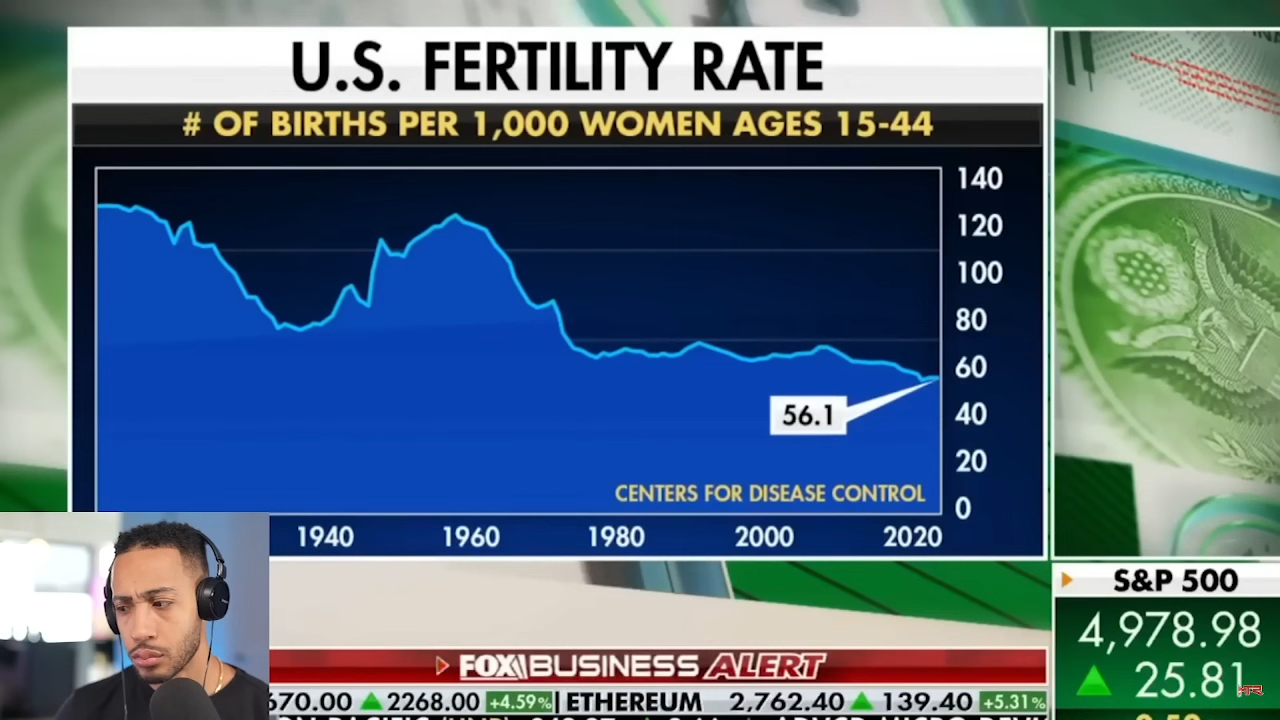 U.S. FERTILITY RATE
# OF BIRTHS PER 1,000 WOMEN AGES 15-44
140
120
100
80
60
40
20
0
56.1
CENTERS FOR DISEASE CONTROL
1940
1960
1980
2000
2020
S&P 500
4,978.98
25.81
FOX BUSINESS ALERT
670.00 2268.00 +4.59% ETHEREUM 2,762.40 139.40 +5.31%